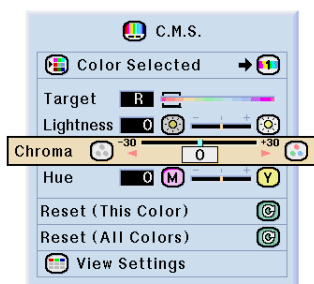 C.M.S.
Color Selected 1
Target R
Lightness 0 - +
Chroma -30 0 +30
Hue 0 M - + Y
Reset (This Color)
Reset (All Colors)
View Settings